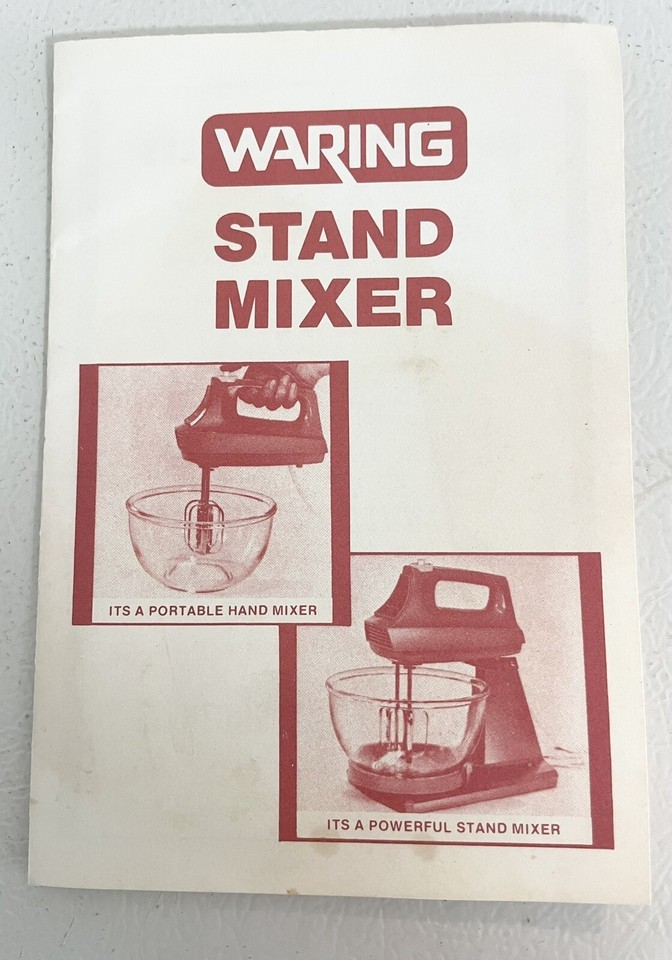 WARING
STAND
MIXER
ITS A PORTABLE HAND MIXER
ITS A POWERFUL STAND MIXER